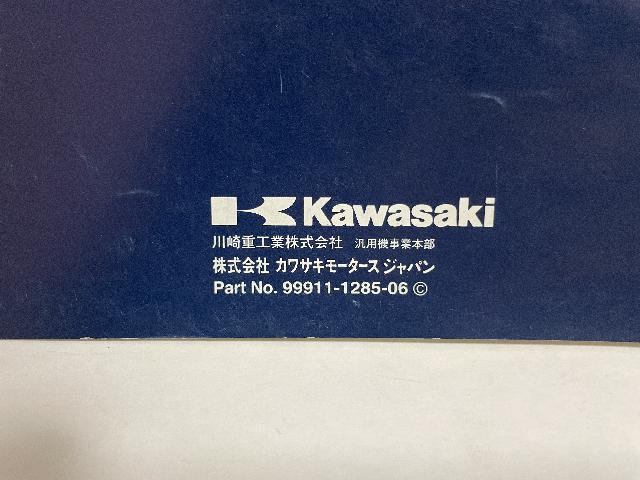 Kawasaki
川崎重工業株式会社 汎用機事業本部
株式会社 カワサキモータース ジャパン
Part No. 99911-1285-06 ©